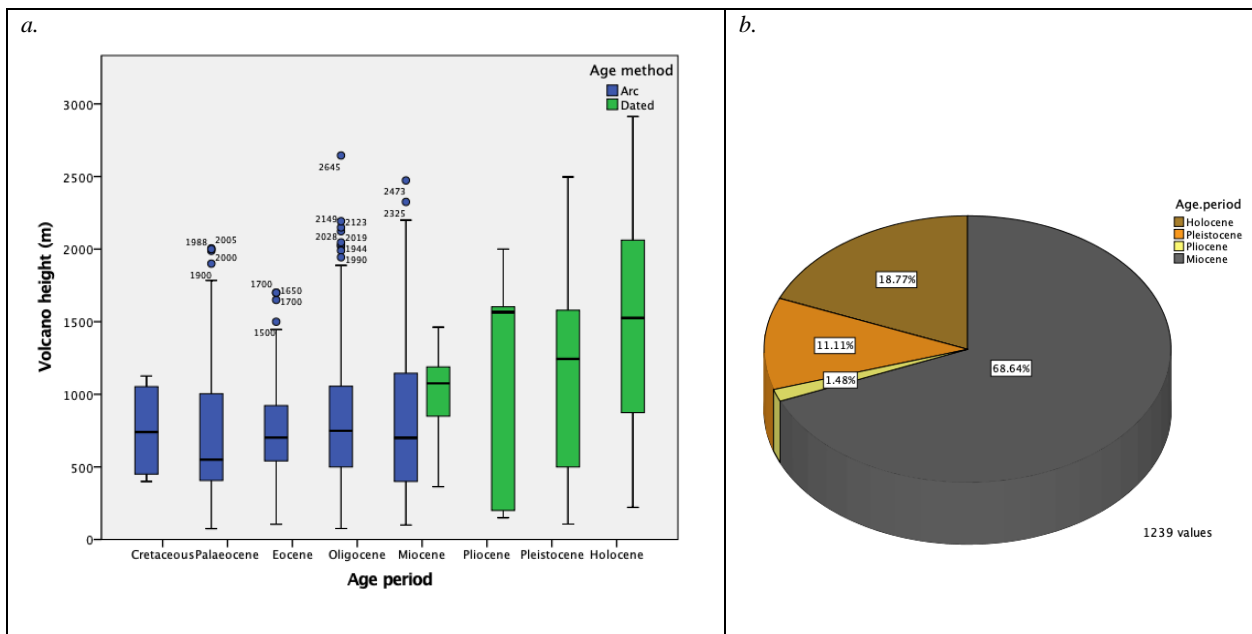 a.
Age method
Arc
Dated
Volcano height (m)
3000
2500
2000
1500
1000
500
0
1988 2005
2000
1900
1700 1650
1700
1500
2645
2149 2123
2028 2019
1944
1990
2473
2325
Cretaceous Palaeocene Eocene Oligocene Miocene Pliocene Pleistocene Holocene
Age period
b.
Age.period
Holocene
Pleistocene
Pliocene
Miocene
18.77%
11.11%
1.48%
68.64%
1239 values